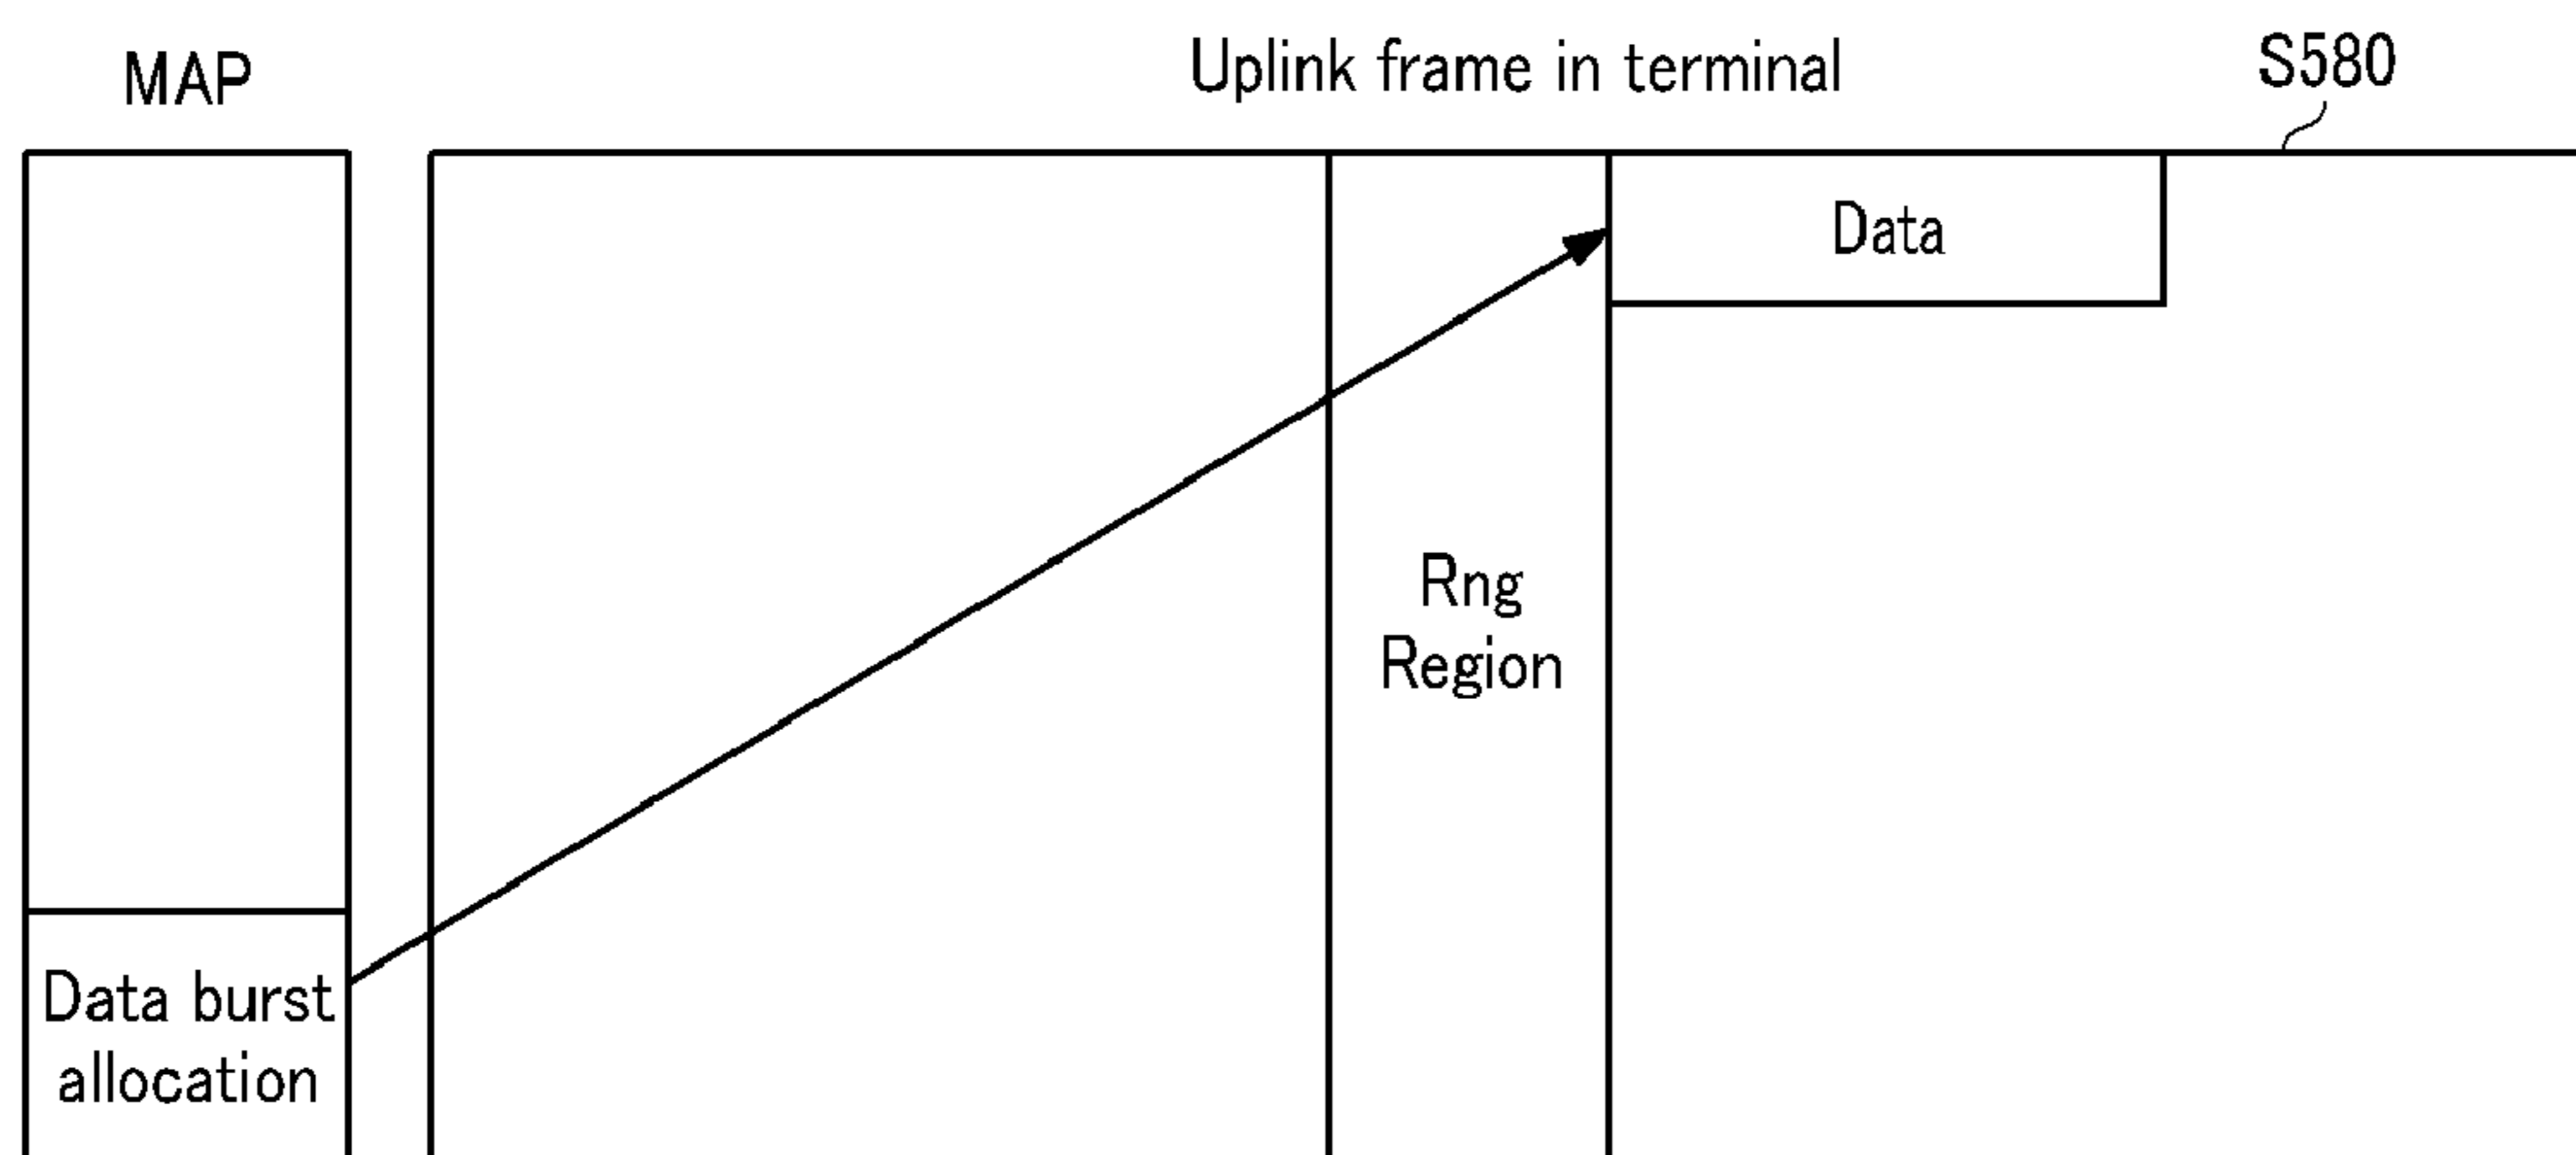 MAP
Uplink frame in terminal
S580
Data
Rng
Region
Data burst
allocation